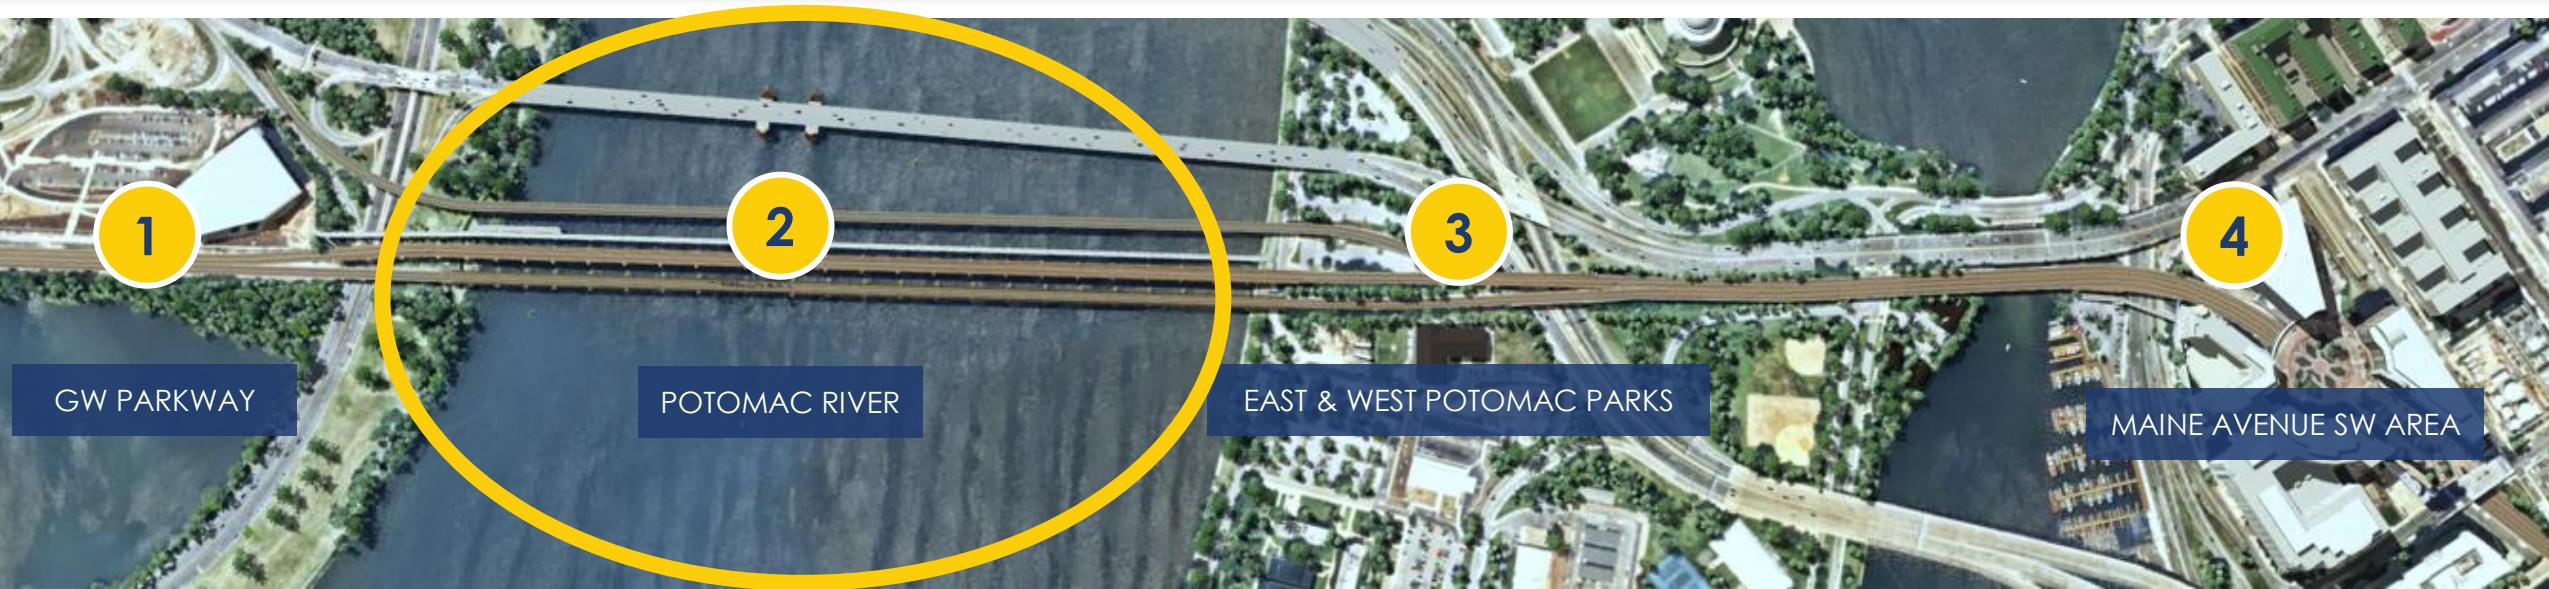 1
2
3
4
GW PARKWAY
POTOMAC RIVER
EAST & WEST POTOMAC PARKS
MAINE AVENUE SW AREA